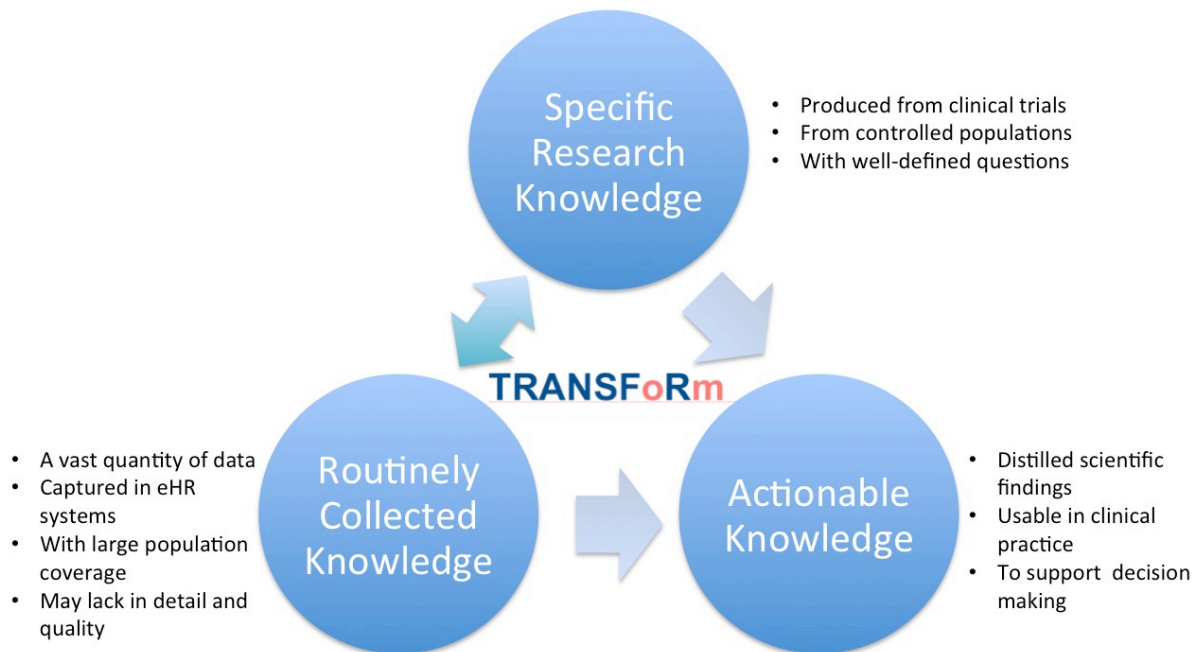 Specific
Research
Knowledge
• Produced from clinical trials
• From controlled populations
• With well-defined questions
TRANSFoRm
• A vast quantity of data
• Captured in eHR
systems
• With large population
coverage
• May lack in detail and
quality
Routinely
Collected
Knowledge
Actionable
Knowledge
• Distilled scientific
findings
• Usable in clinical
practice
• To support  decision
making